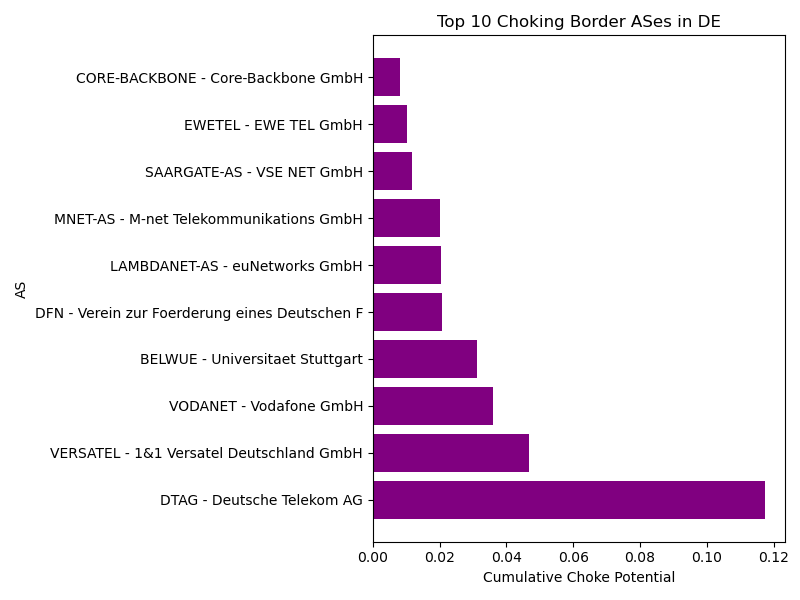 Top 10 Choking Border ASes in DE
AS
CORE-BACKBONE - Core-Backbone GmbH
EWETEL - EWE TEL GmbH
SAARGATE-AS - VSE NET GmbH
MNET-AS - M-net Telekommunikations GmbH
LAMBDANET-AS - euNetworks GmbH
DFN - Verein zur Foerderung eines Deutschen F
BELWUE - Universitaet Stuttgart
VODANET - Vodafone GmbH
VERSATEL - 1&1 Versatel Deutschland GmbH
DTAG - Deutsche Telekom AG
0.00 0.02 0.04 0.06 0.08 0.10 0.12
Cumulative Choke Potential